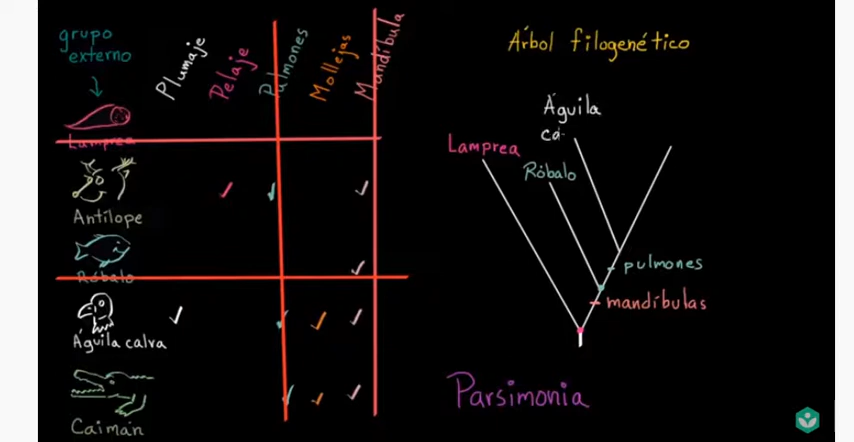 grupo
externo
Plumaje
Pelaje
Pulmones
Mollejas
Mandíbula
Lamprea
Antílope
Róbalo
Águila calva
Caimán
Árbol filogenético
Águila
ca-
Lamprea
Róbalo
pulmones
mandíbulas
Parsimonia